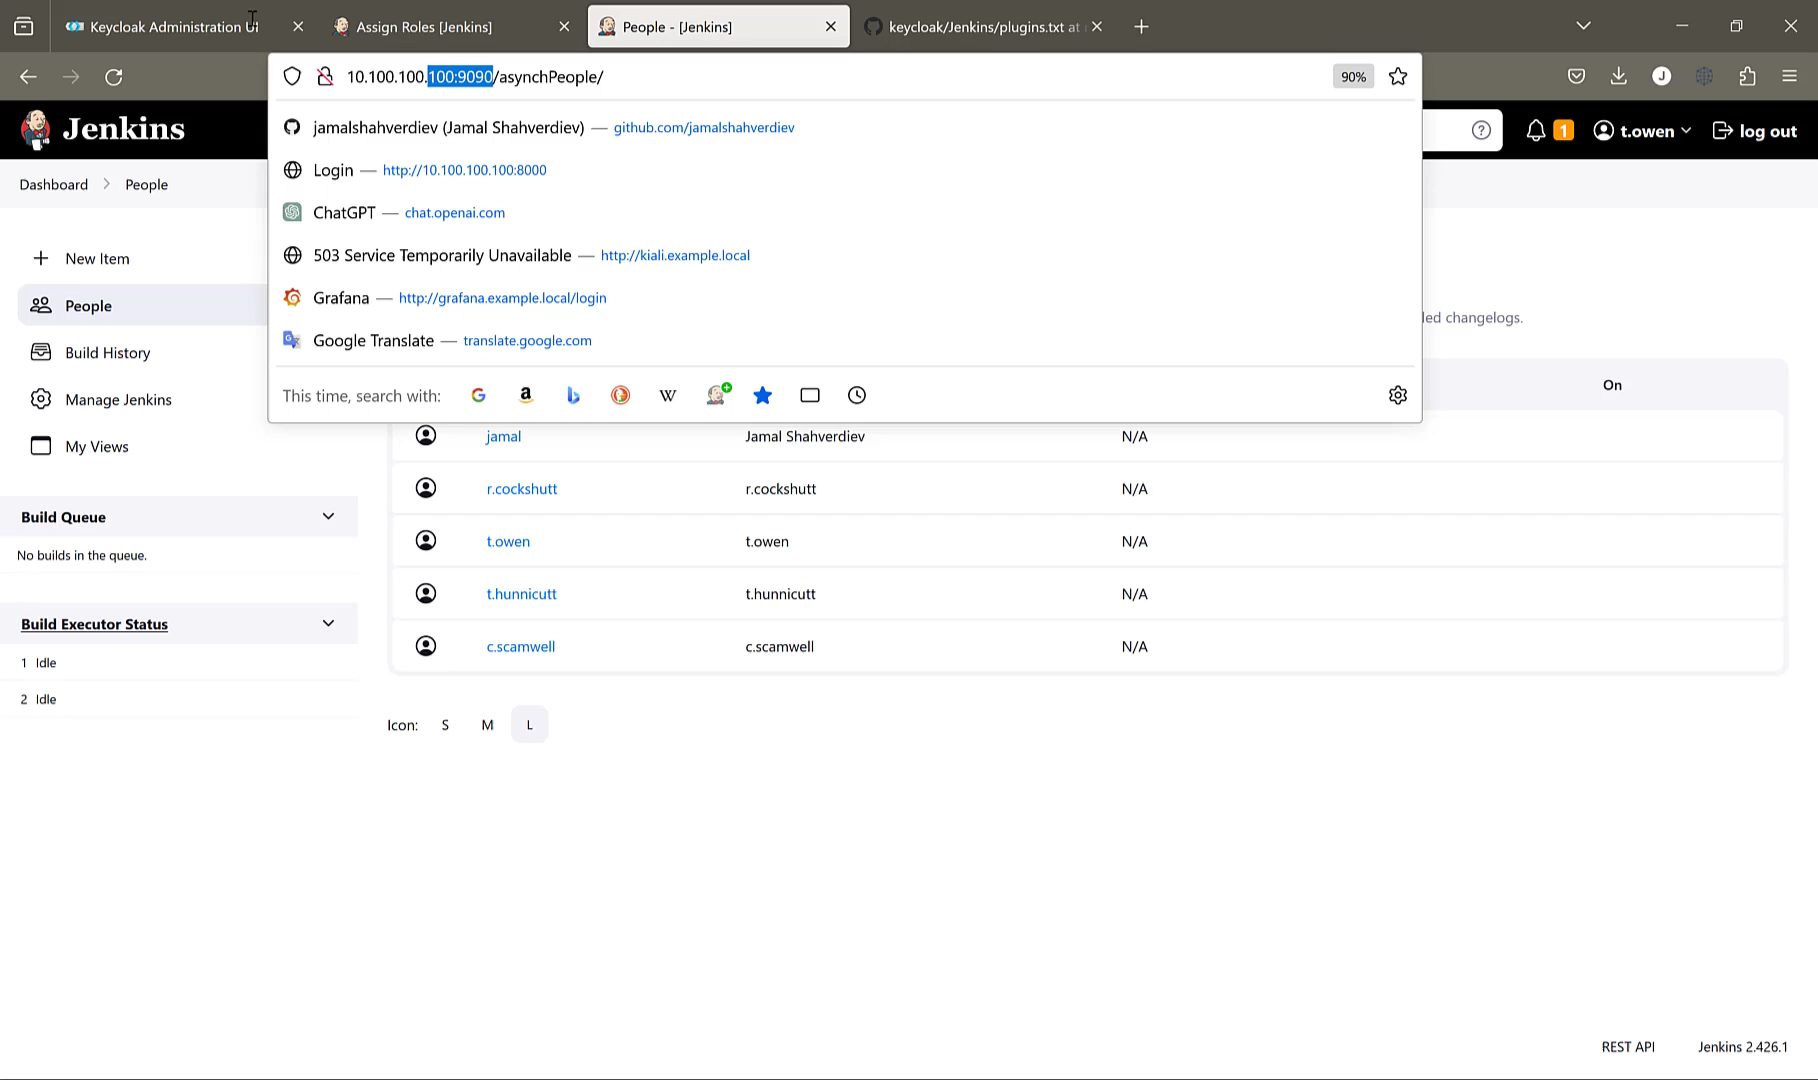 Keycloak Administration UI
Assign Roles [Jenkins]
People - [Jenkins]
keycloak/Jenkins/plugins.txt at
10.100.100.100:9090/asynchPeople/
90%
J
Jenkins
jamalshahverdiev (Jamal Shahverdiev) — github.com/jamalshahverdiev
1
t.owen
log out
Login — http://10.100.100.100:8000
Dashboard > People
ChatGPT — chat.openai.com
New Item
503 Service Temporarily Unavailable — http://kiali.example.local
People
Grafana — http://grafana.example.local/login
led changelogs.
Build History
Google Translate — translate.google.com
Manage Jenkins
This time, search with:
On
My Views
jamal Jamal Shahverdiev N/A
r.cockshutt r.cockshutt N/A
Build Queue
t.owen t.owen N/A
No builds in the queue.
t.hunnicutt t.hunnicutt N/A
Build Executor Status
c.scamwell c.scamwell N/A
1 Idle
2 Idle
Icon: S M L
REST API
Jenkins 2.426.1